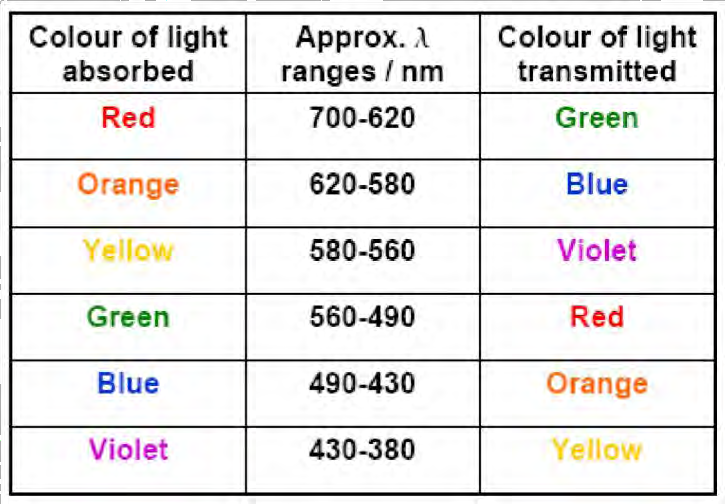 Colour of light absorbed Approx. λ ranges / nm Colour of light transmitted
Red 700-620 Green
Orange 620-580 Blue
Yellow 580-560 Violet
Green 560-490 Red
Blue 490-430 Orange
Violet 430-380 Yellow